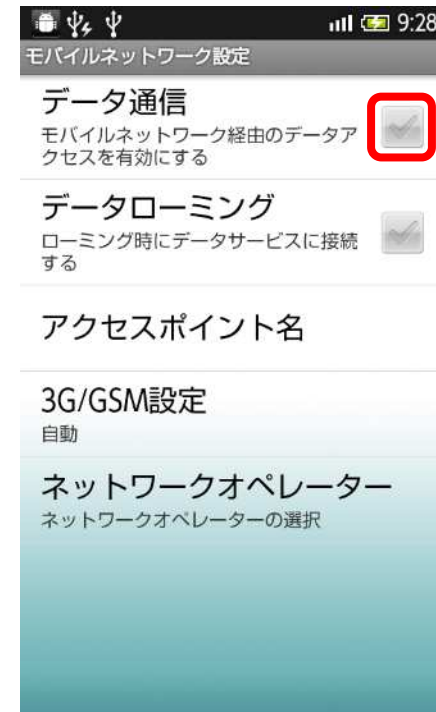 9:28
モバイルネットワーク設定
データ通信
モバイルネットワーク経由のデータア
クセスを有効にする
データローミング
ローミング時にデータサービスに接続
する
アクセスポイント名
3G/GSM設定
自動
ネットワークオペレーター
ネットワークオペレーターの選択